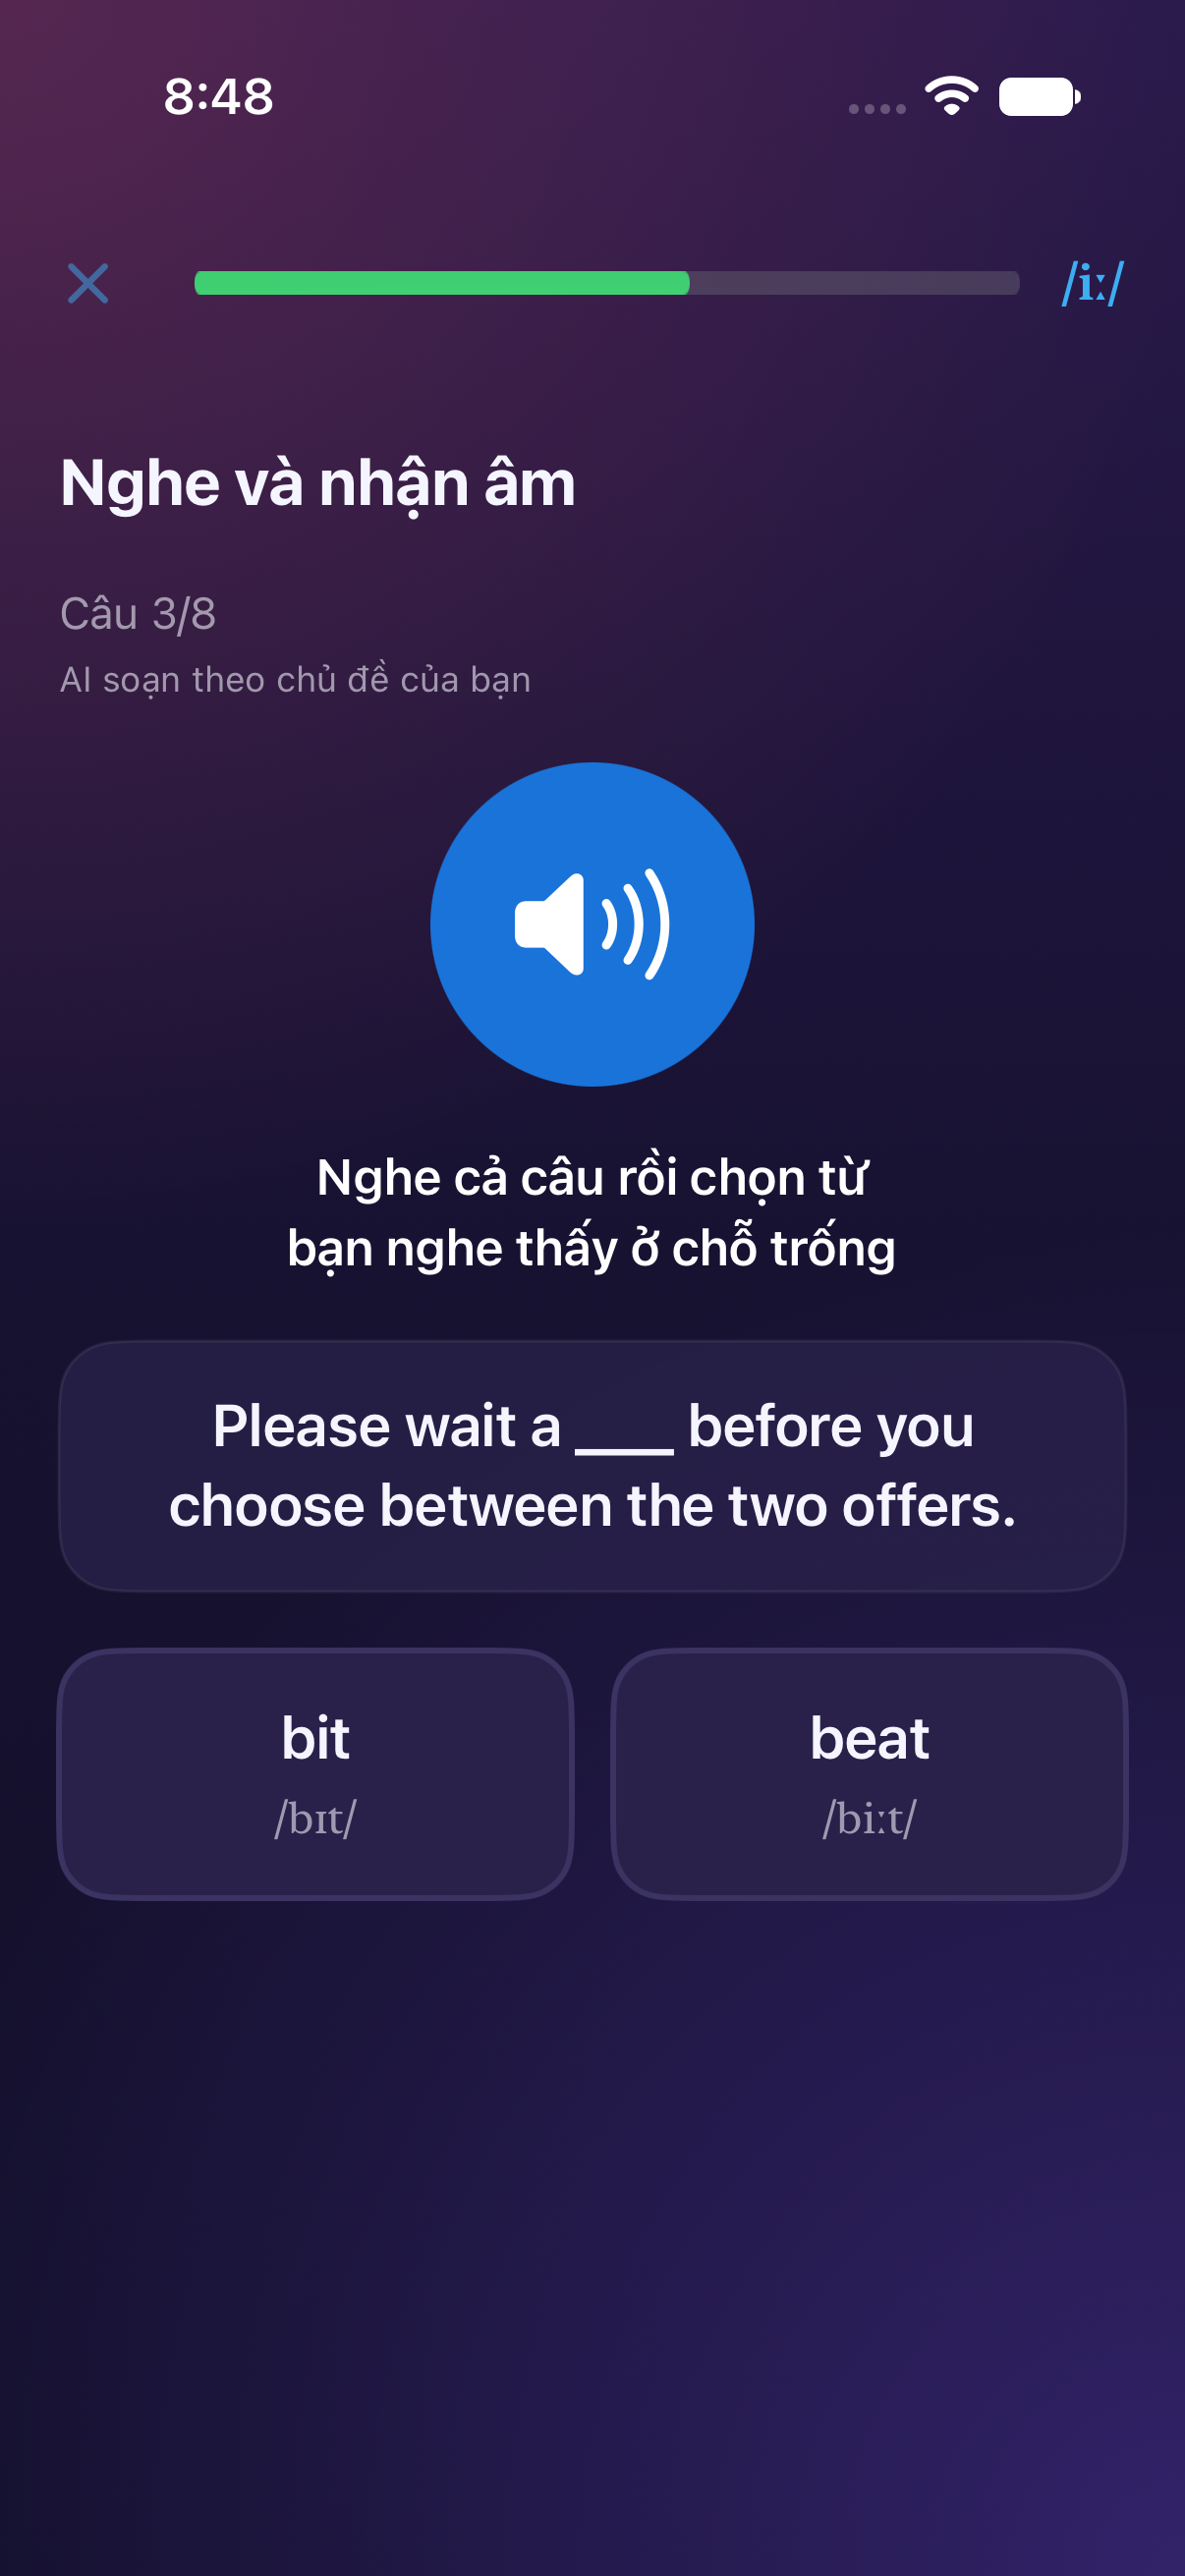 8:48
/iː/
Nghe và nhận âm
Câu 3/8
AI soạn theo chủ đề của bạn
Nghe cả câu rồi chọn từ
bạn nghe thấy ở chỗ trống
Please wait a ____ before you
choose between the two offers.
bit
/bɪt/
beat
/biːt/